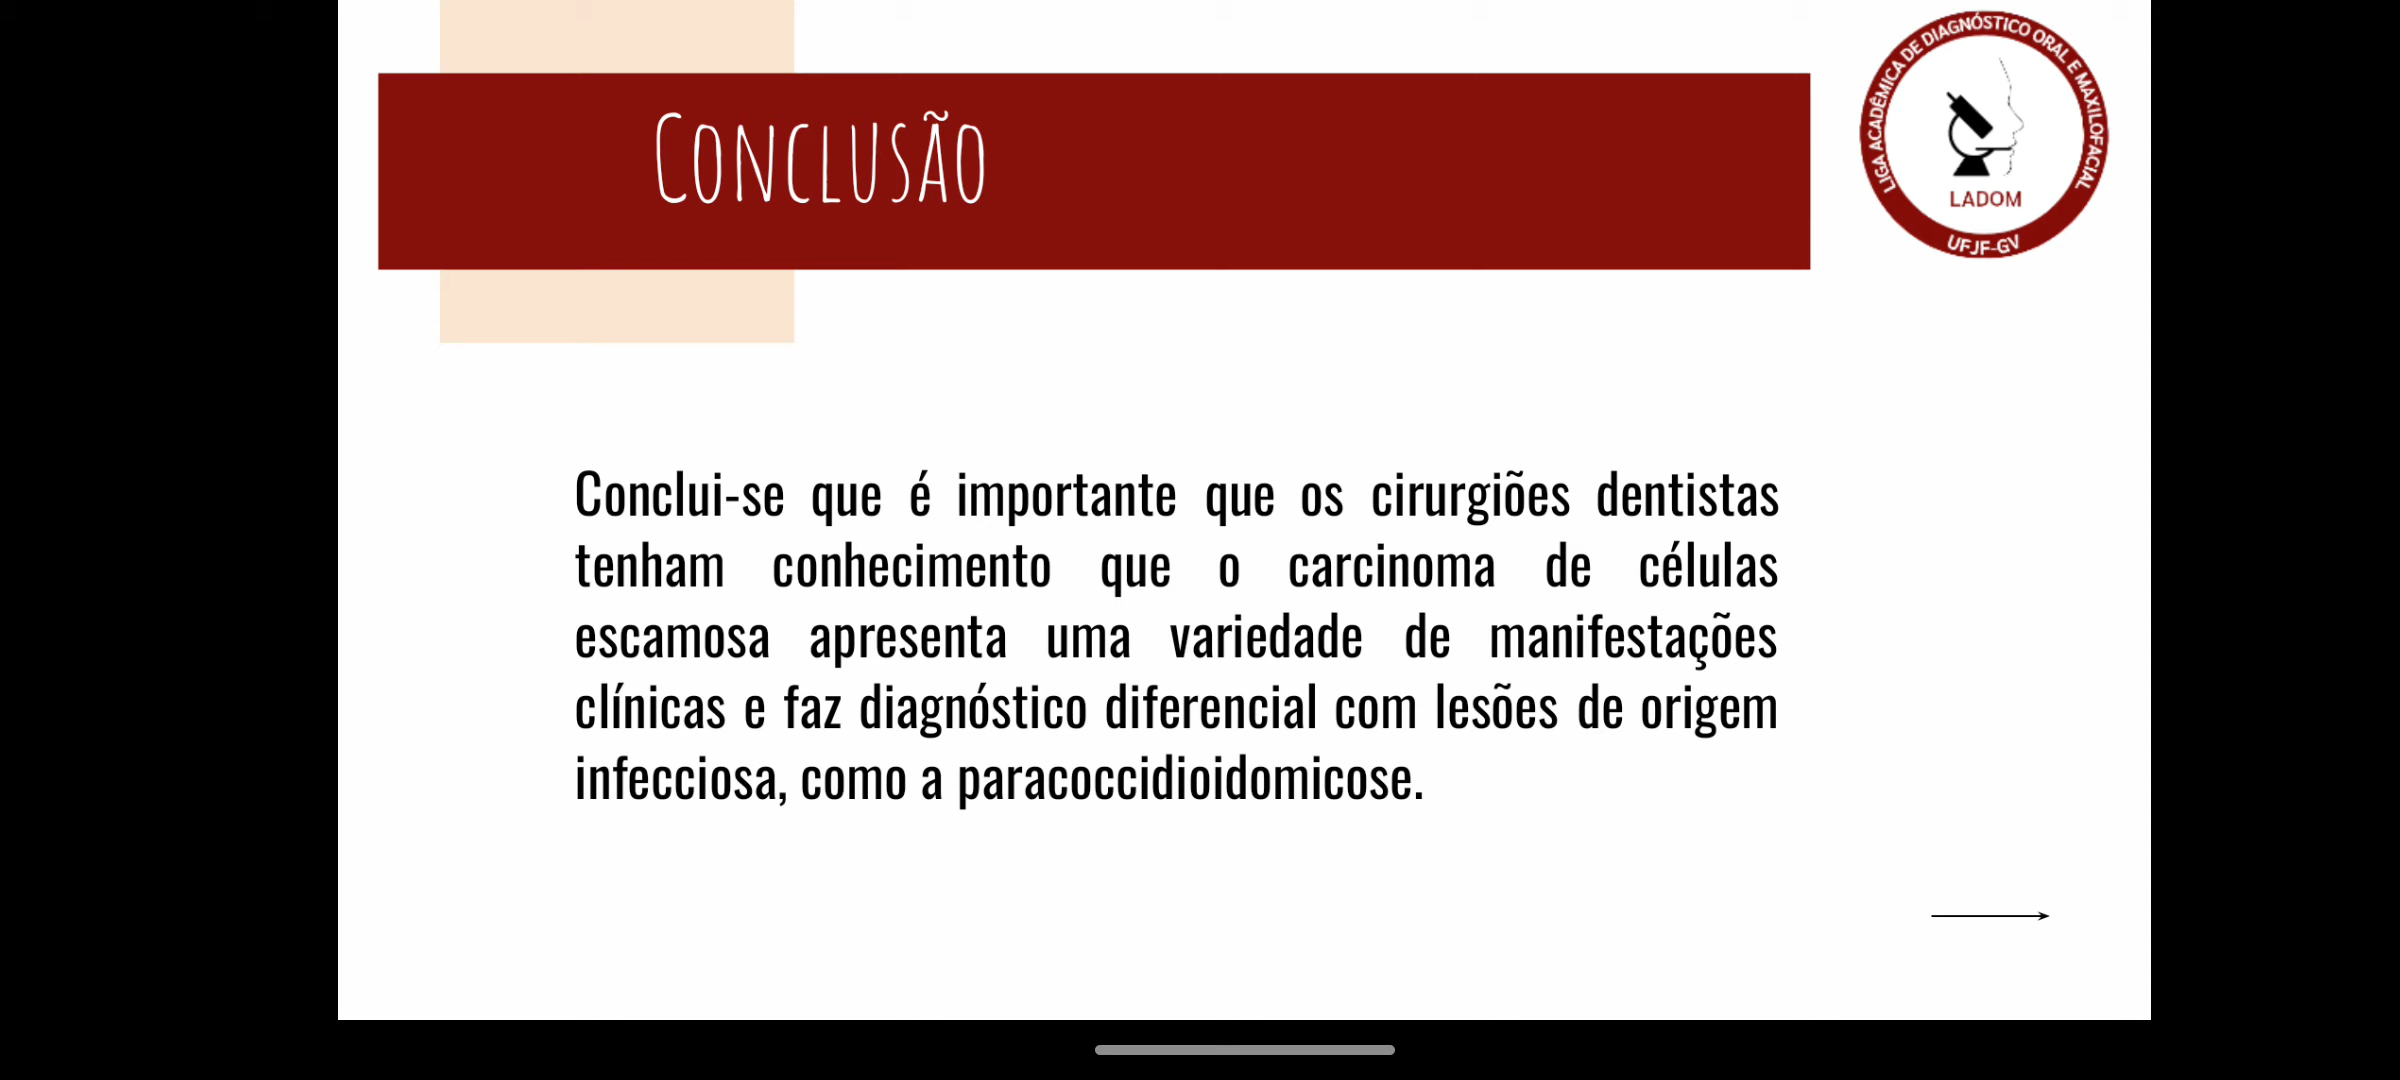 Conclusão
LIGA ACADÊMICA DE DIAGNÓSTICO ORAL E MAXILOFACIAL
LADOM
UFJF-GV
Conclui-se que é importante que os cirurgiões dentistas
tenham conhecimento que o carcinoma de células
escamosa apresenta uma variedade de manifestações
clínicas e faz diagnóstico diferencial com lesões de origem
infecciosa, como a paracoccidioidomicose.